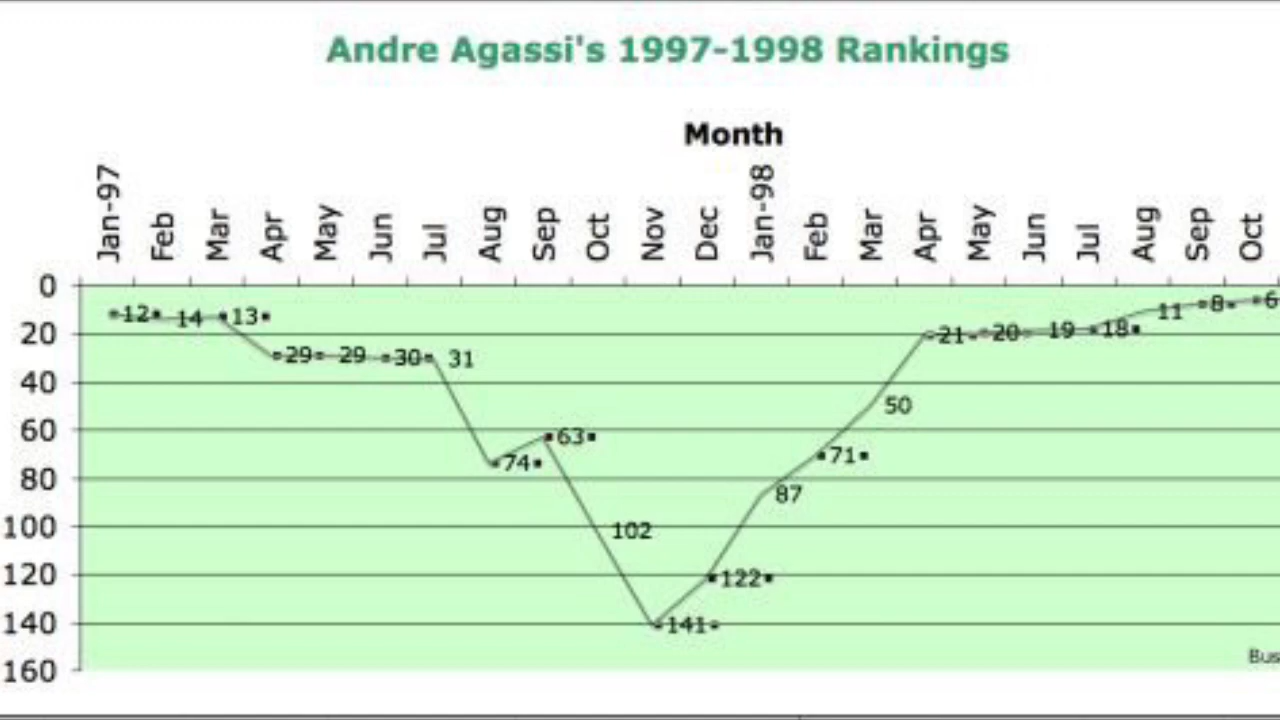 Andre Agassi's 1997-1998 Rankings
Month
Jan-97 Feb Mar Apr May Jun Jul Aug Sep Oct Nov Dec Jan-98 Feb Mar Apr May Jun Jul Aug Sep Oct
0
20
40
60
80
100
120
140
160
12 14 13 29 29 30 31 74 63 102 141 122 87 71 50 21 20 19 18 11 8 6
Bus